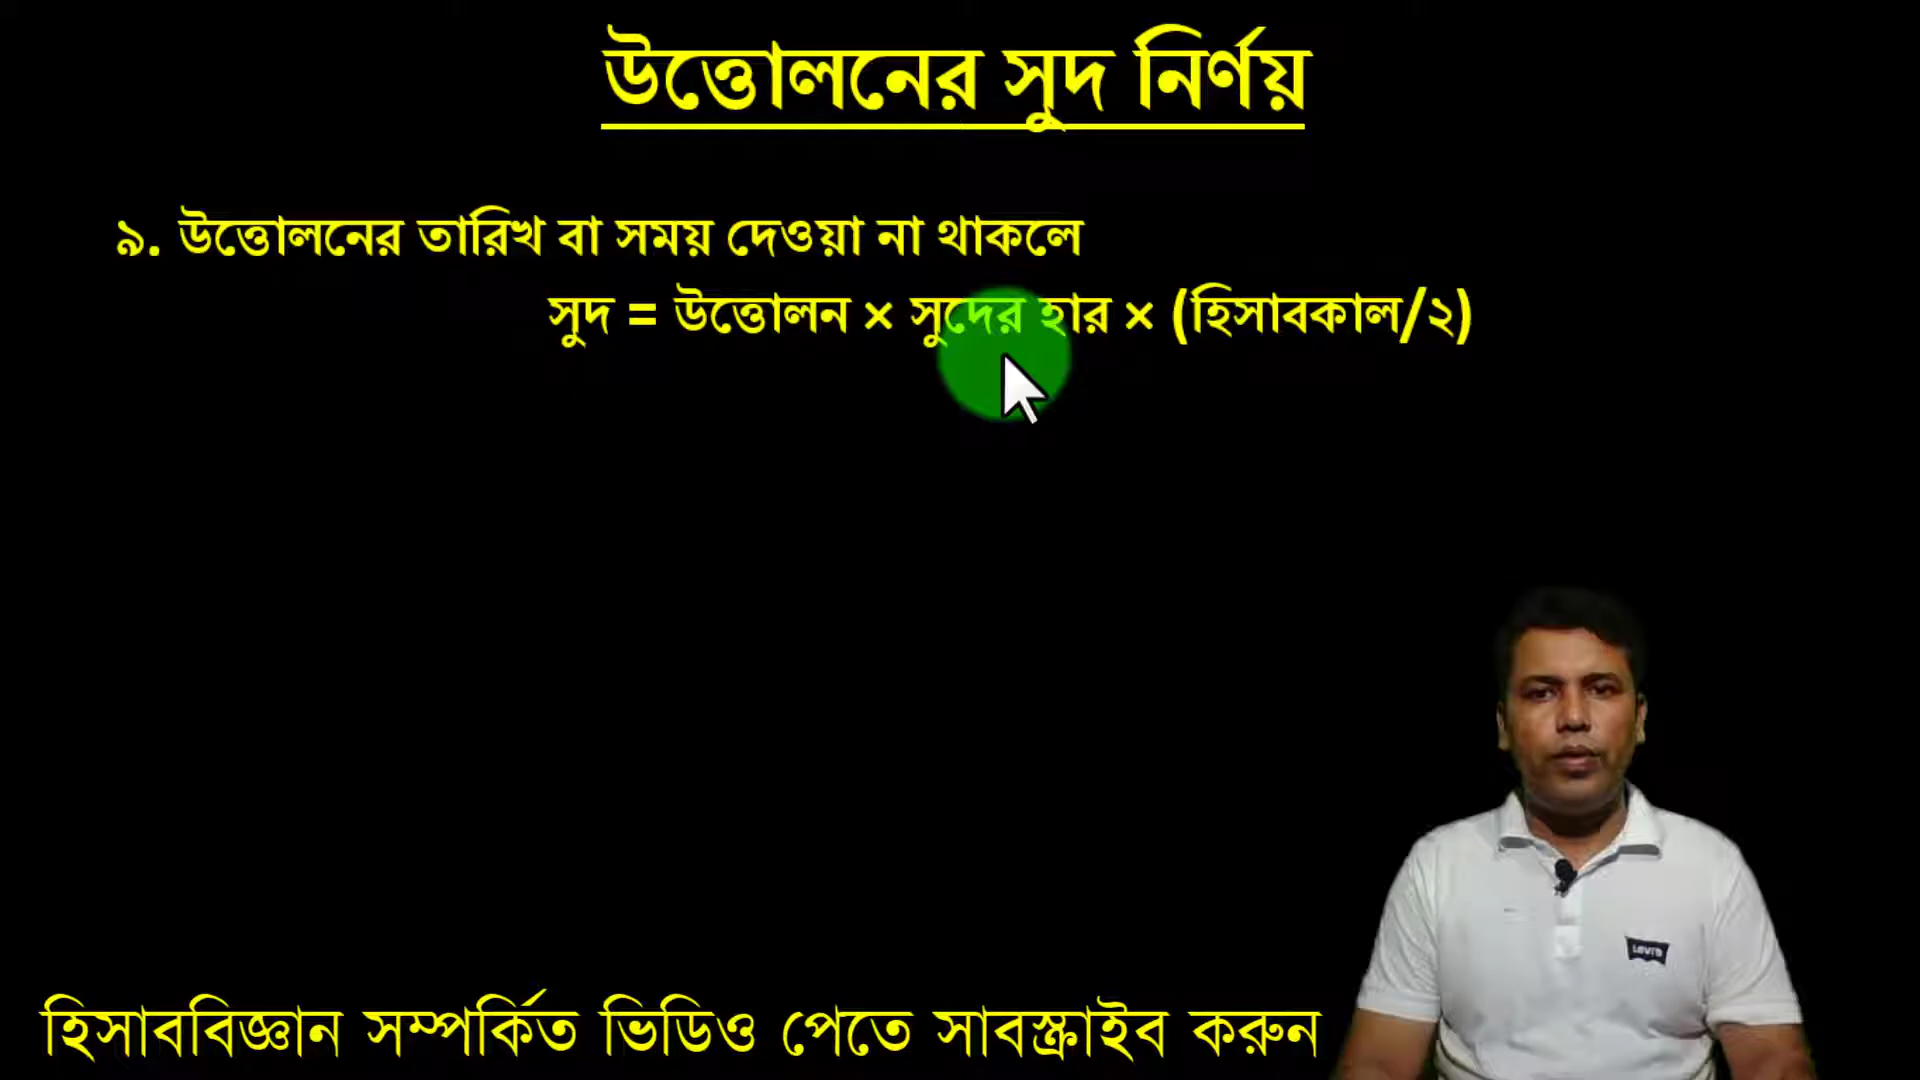 উত্তোলনের সুদ নির্ণয়
৯. উত্তোলনের তারিখ বা সময় দেওয়া না থাকলে
সুদ = উত্তোলন × সুদের হার × (হিসাবকাল/২)
Levi's
হিসাববিজ্ঞান সম্পর্কিত ভিডিও পেতে সাবস্ক্রাইব করুন